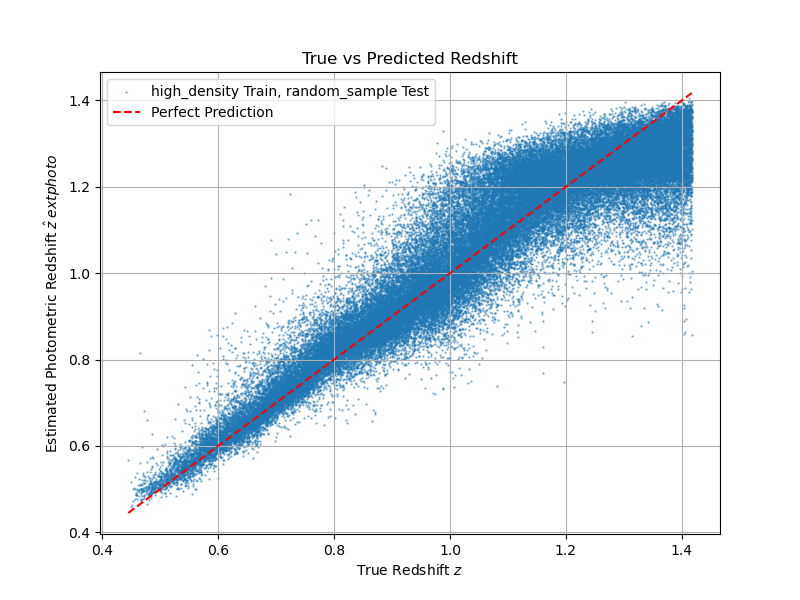 True vs Predicted Redshift
high_density Train, random_sample Test
Perfect Prediction
Estimated Photometric Redshift ẑ extphoto
1.4
1.2
1.0
0.8
0.6
0.4
0.4 0.6 0.8 1.0 1.2 1.4
True Redshift z